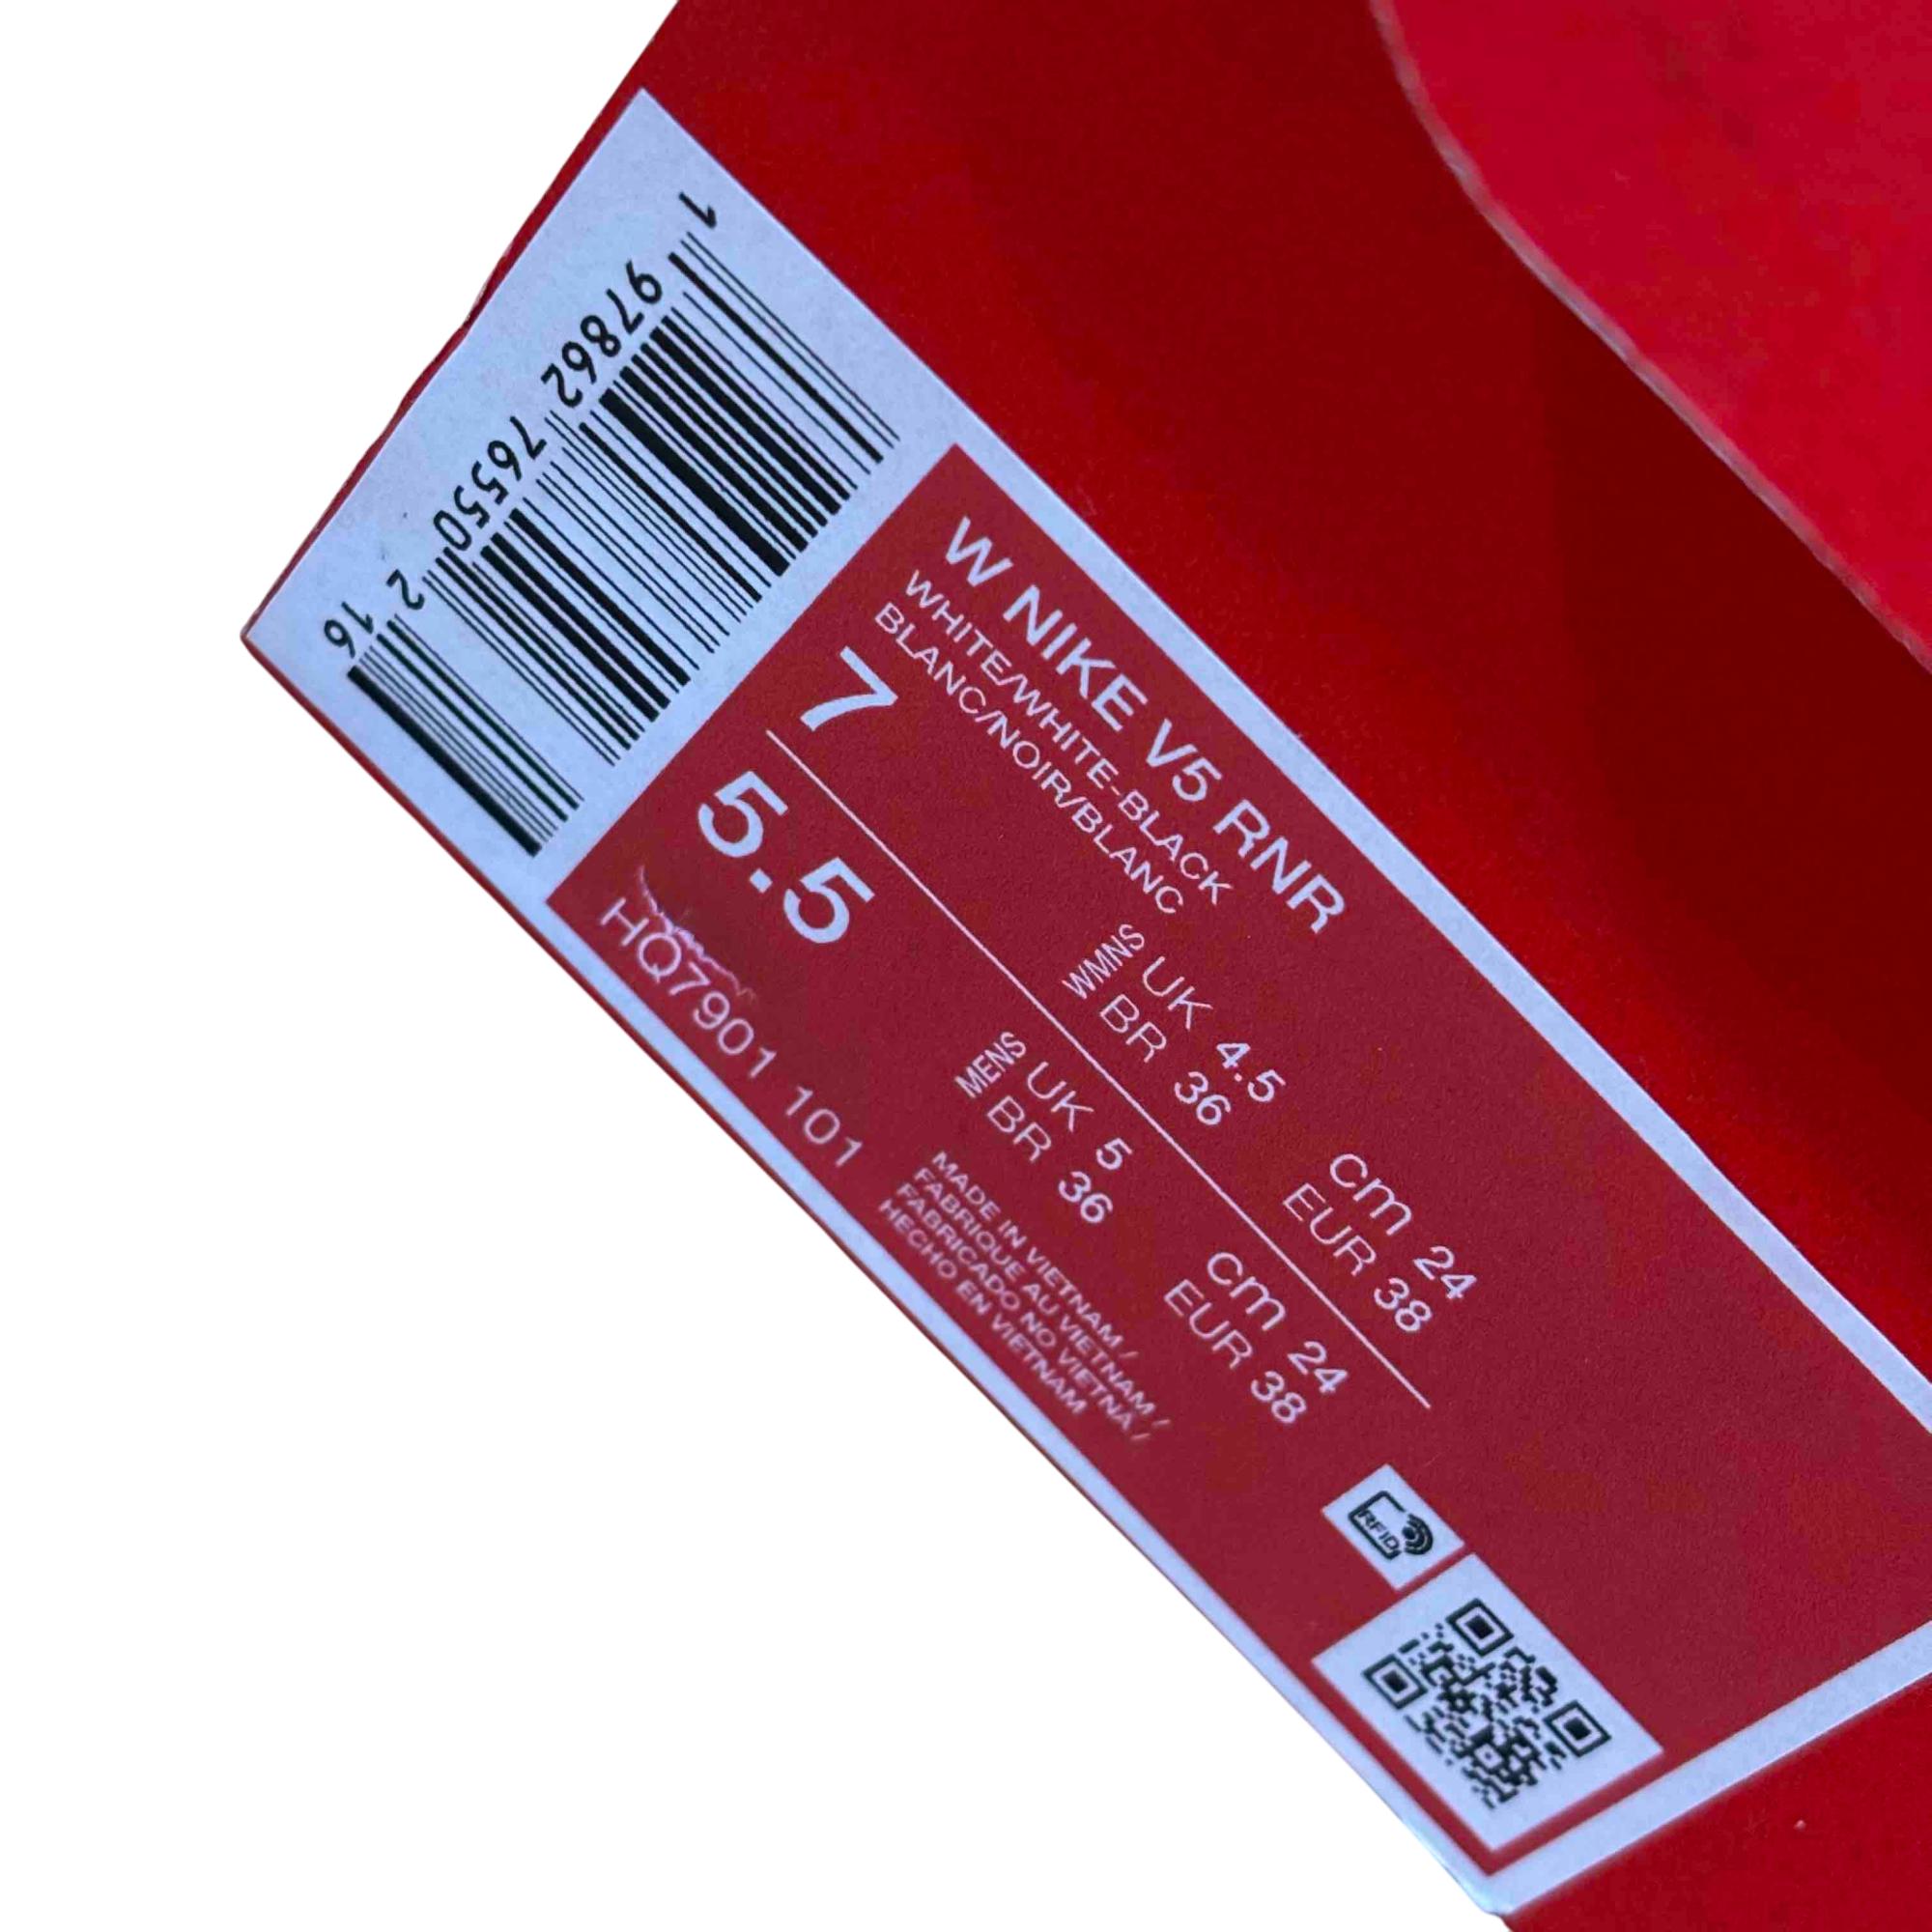 1 97862 76550 2 16
W NIKE V5 RNR
WHITE/WHITE-BLACK
BLANC/NOIR/BLANC
7
WMNS UK 4.5 cm 24
BR 36 EUR 38
5.5
MENS UK 5 cm 24
BR 36 EUR 38
HQ7901 101
MADE IN VIETNAM /
FABRIQUE AU VIETNAM /
FABRICADO NO VIETNÃ /
HECHO EN VIETNAM
RFID